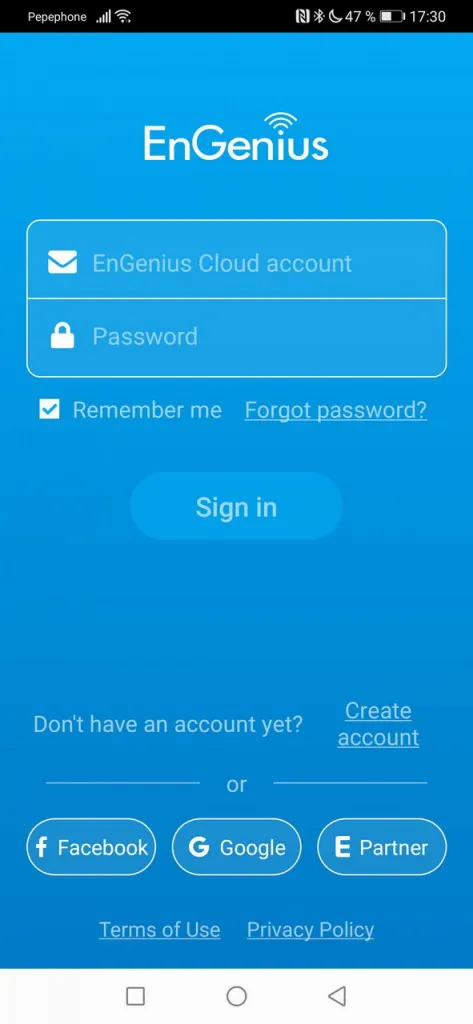 Pepephone 47 % 17:30
EnGenius
EnGenius Cloud account
Password
Remember me Forgot password?
Sign in
Don't have an account yet? Create
account
or
f Facebook G Google E Partner
Terms of Use Privacy Policy